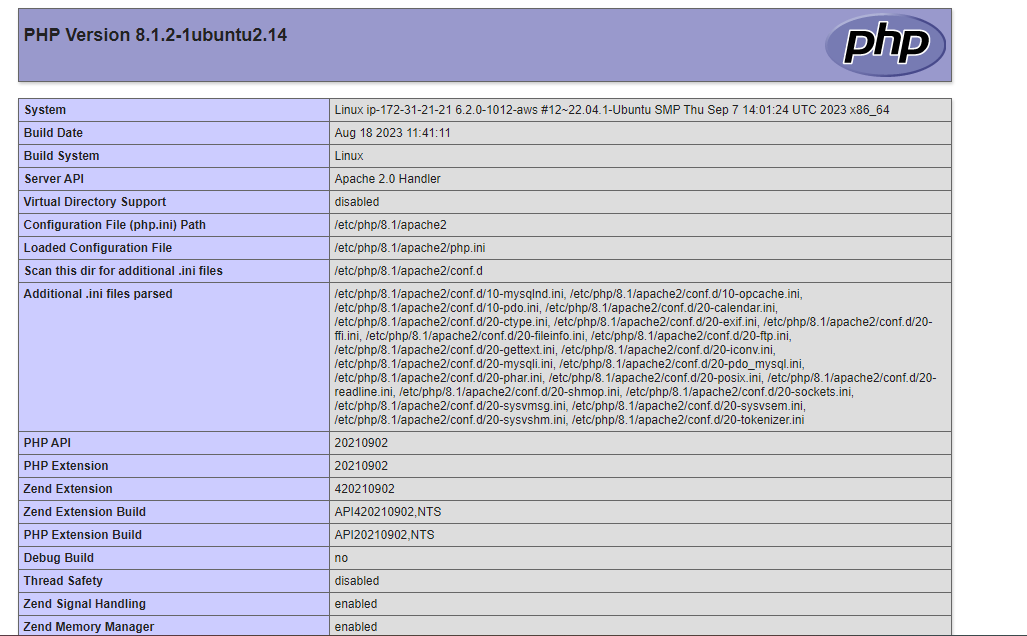 PHP Version 8.1.2-1ubuntu2.14
php
System Linux ip-172-31-21-21 6.2.0-1012-aws #12~22.04.1-Ubuntu SMP Thu Sep 7 14:01:24 UTC 2023 x86_64
Build Date Aug 18 2023 11:41:11
Build System Linux
Server API Apache 2.0 Handler
Virtual Directory Support disabled
Configuration File (php.ini) Path /etc/php/8.1/apache2
Loaded Configuration File /etc/php/8.1/apache2/php.ini
Scan this dir for additional .ini files /etc/php/8.1/apache2/conf.d
Additional .ini files parsed /etc/php/8.1/apache2/conf.d/10-mysqlnd.ini, /etc/php/8.1/apache2/conf.d/10-opcache.ini,
/etc/php/8.1/apache2/conf.d/10-pdo.ini, /etc/php/8.1/apache2/conf.d/20-calendar.ini,
/etc/php/8.1/apache2/conf.d/20-ctype.ini, /etc/php/8.1/apache2/conf.d/20-exif.ini, /etc/php/8.1/apache2/conf.d/20-
ffi.ini, /etc/php/8.1/apache2/conf.d/20-fileinfo.ini, /etc/php/8.1/apache2/conf.d/20-ftp.ini,
/etc/php/8.1/apache2/conf.d/20-gettext.ini, /etc/php/8.1/apache2/conf.d/20-iconv.ini,
/etc/php/8.1/apache2/conf.d/20-mysqli.ini, /etc/php/8.1/apache2/conf.d/20-pdo_mysql.ini,
/etc/php/8.1/apache2/conf.d/20-phar.ini, /etc/php/8.1/apache2/conf.d/20-posix.ini, /etc/php/8.1/apache2/conf.d/20-
readline.ini, /etc/php/8.1/apache2/conf.d/20-shmop.ini, /etc/php/8.1/apache2/conf.d/20-sockets.ini,
/etc/php/8.1/apache2/conf.d/20-sysvmsg.ini, /etc/php/8.1/apache2/conf.d/20-sysvsem.ini,
/etc/php/8.1/apache2/conf.d/20-sysvshm.ini, /etc/php/8.1/apache2/conf.d/20-tokenizer.ini
PHP API 20210902
PHP Extension 20210902
Zend Extension 420210902
Zend Extension Build API420210902,NTS
PHP Extension Build API20210902,NTS
Debug Build no
Thread Safety disabled
Zend Signal Handling enabled
Zend Memory Manager enabled